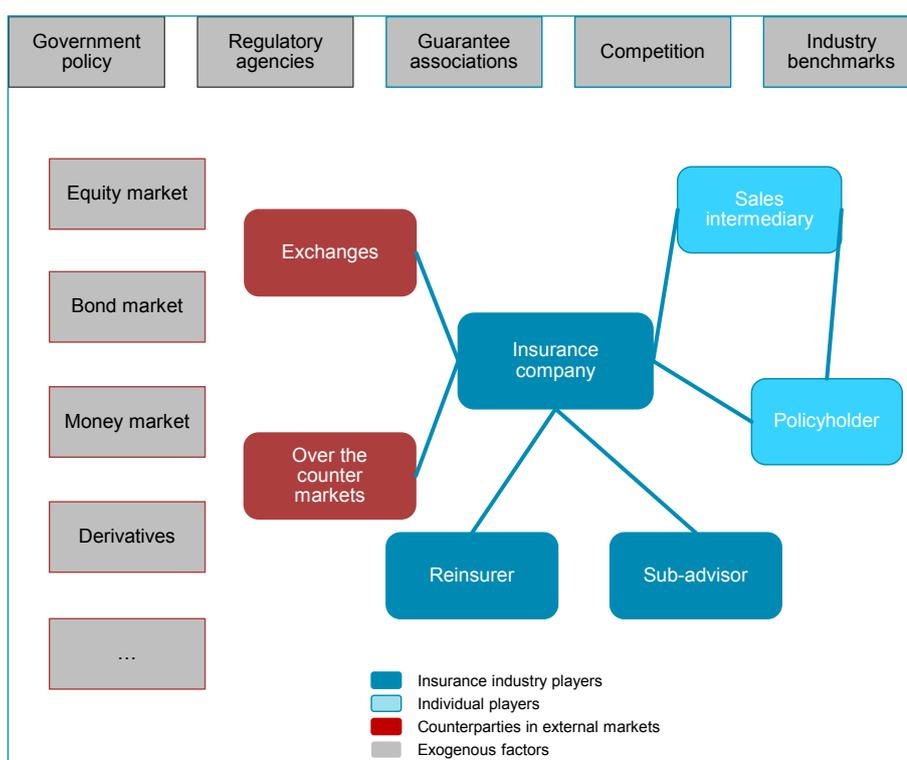 Government
policy
Regulatory
agencies
Guarantee
associations
Competition
Industry
benchmarks
Equity market
Bond market
Money market
Derivatives
…
Exchanges
Over the
counter
markets
Insurance
company
Sales
intermediary
Policyholder
Reinsurer
Sub-advisor
Insurance industry players
Individual players
Counterparties in external markets
Exogenous factors